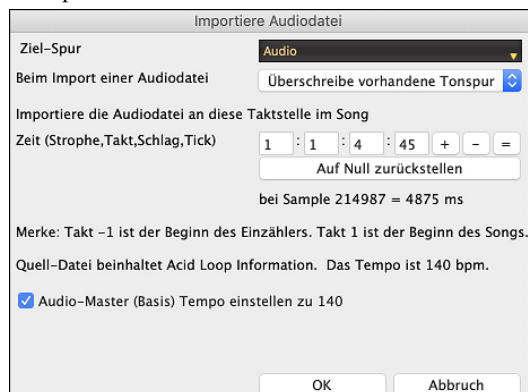 Importiere Audiodatei
Ziel-Spur
Audio
Beim Import einer Audiodatei
Überschreibe vorhandene Tonspur
Importiere die Audiodatei an diese Taktstelle im Song
Zeit (Strophe,Takt,Schlag,Tick)
1 : 1 : 4 : 45 + - =
Auf Null zurückstellen
bei Sample 214987 = 4875 ms
Merke: Takt -1 ist der Beginn des Einzählers. Takt 1 ist der Beginn des Songs.
Quell-Datei beinhaltet Acid Loop Information. Das Tempo ist 140 bpm.
Audio-Master (Basis) Tempo einstellen zu 140
OK Abbruch